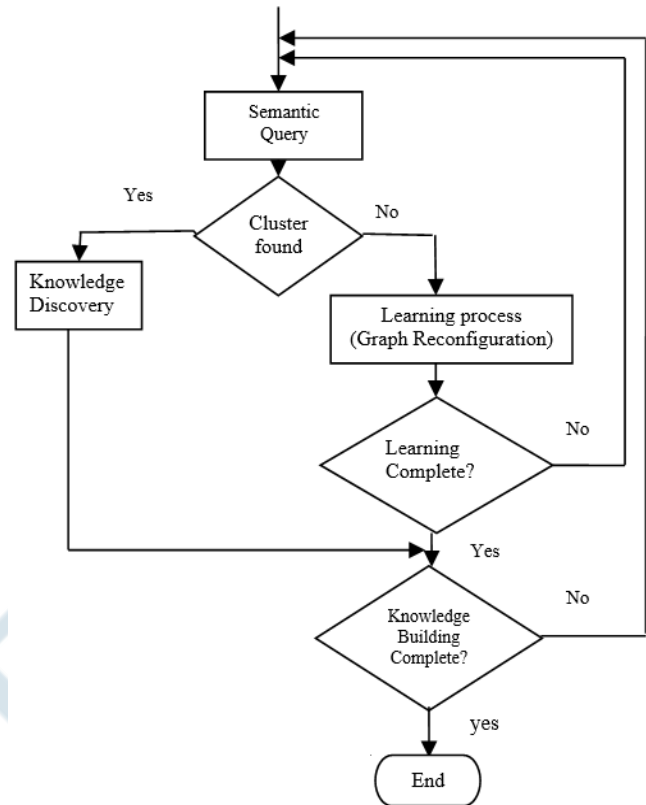 Semantic
Query
Yes
Cluster
found
No
Knowledge
Discovery
Learning process
(Graph Reconfiguration)
Learning
Complete?
No
Yes
Knowledge
Building
Complete?
No
yes
End